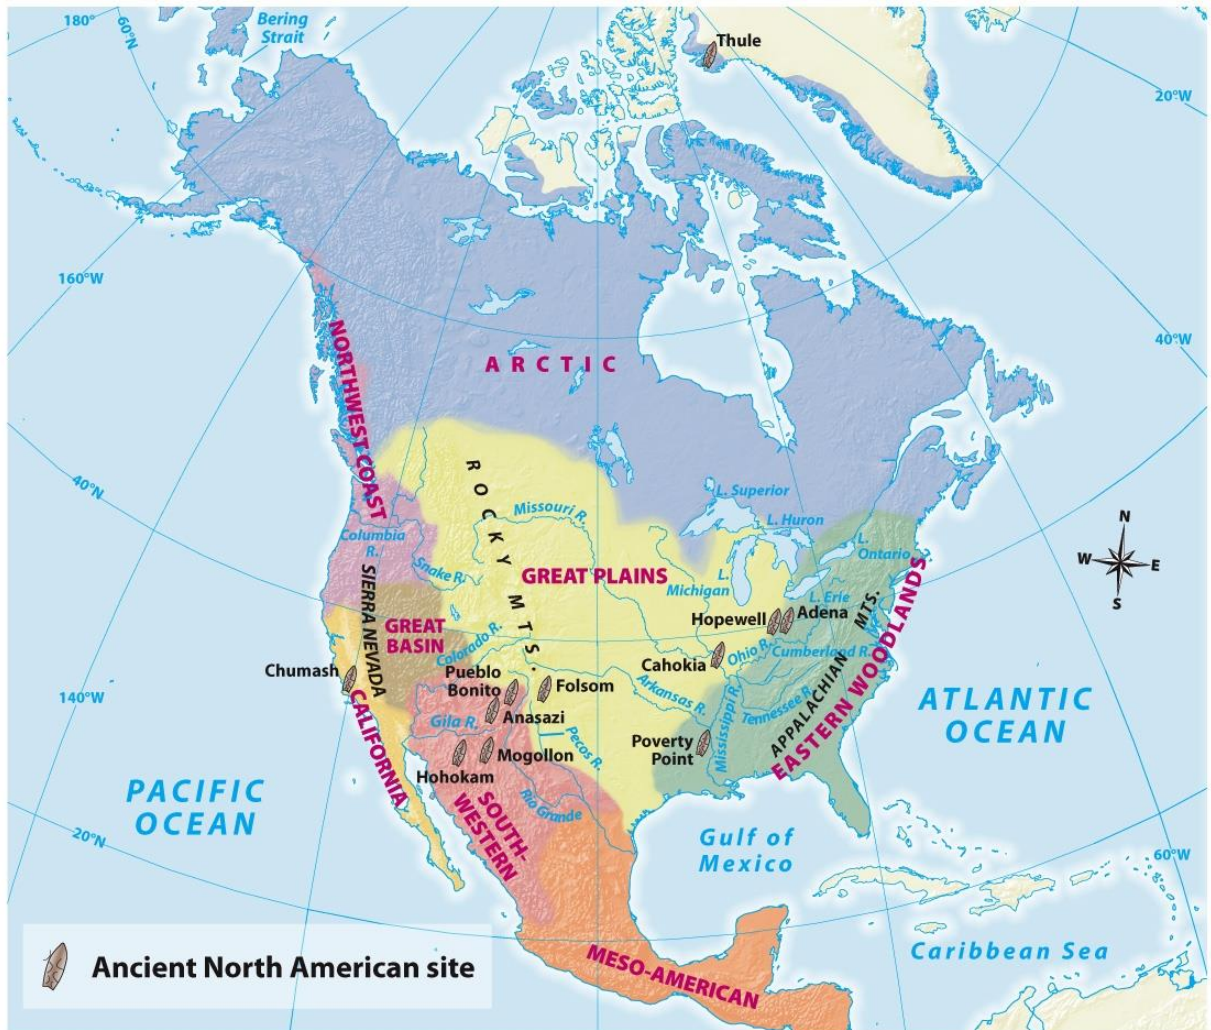 180°
60°N
Bering
Strait
Thule
20°W
160°W
40°W
ARCTIC
NORTHWEST COAST
40°N
ROCKY MTS.
L. Superior
Missouri R.
L. Huron
N
W
E
S
Columbia
R.
L.
Ontario
Snake R.
GREAT PLAINS
L.
Michigan
L. Erie
SIERRA NEVADA
GREAT
BASIN
Hopewell
Adena
APPALACHIAN MTS.
EASTERN WOODLANDS
Colorado R.
Cahokia
Ohio R.
Cumberland R.
Chumash
Pueblo
Bonito
Folsom
Arkansas R.
Mississippi R.
Tennessee R.
140°W
CALIFORNIA
Gila R.
Anasazi
Pecos R.
Poverty
Point
ATLANTIC
OCEAN
Mogollon
Hohokam
PACIFIC
OCEAN
SOUTH-
WESTERN
Rio Grande
20°N
Gulf of
Mexico
60°W
Caribbean Sea
MESO-AMERICAN
Ancient North American site